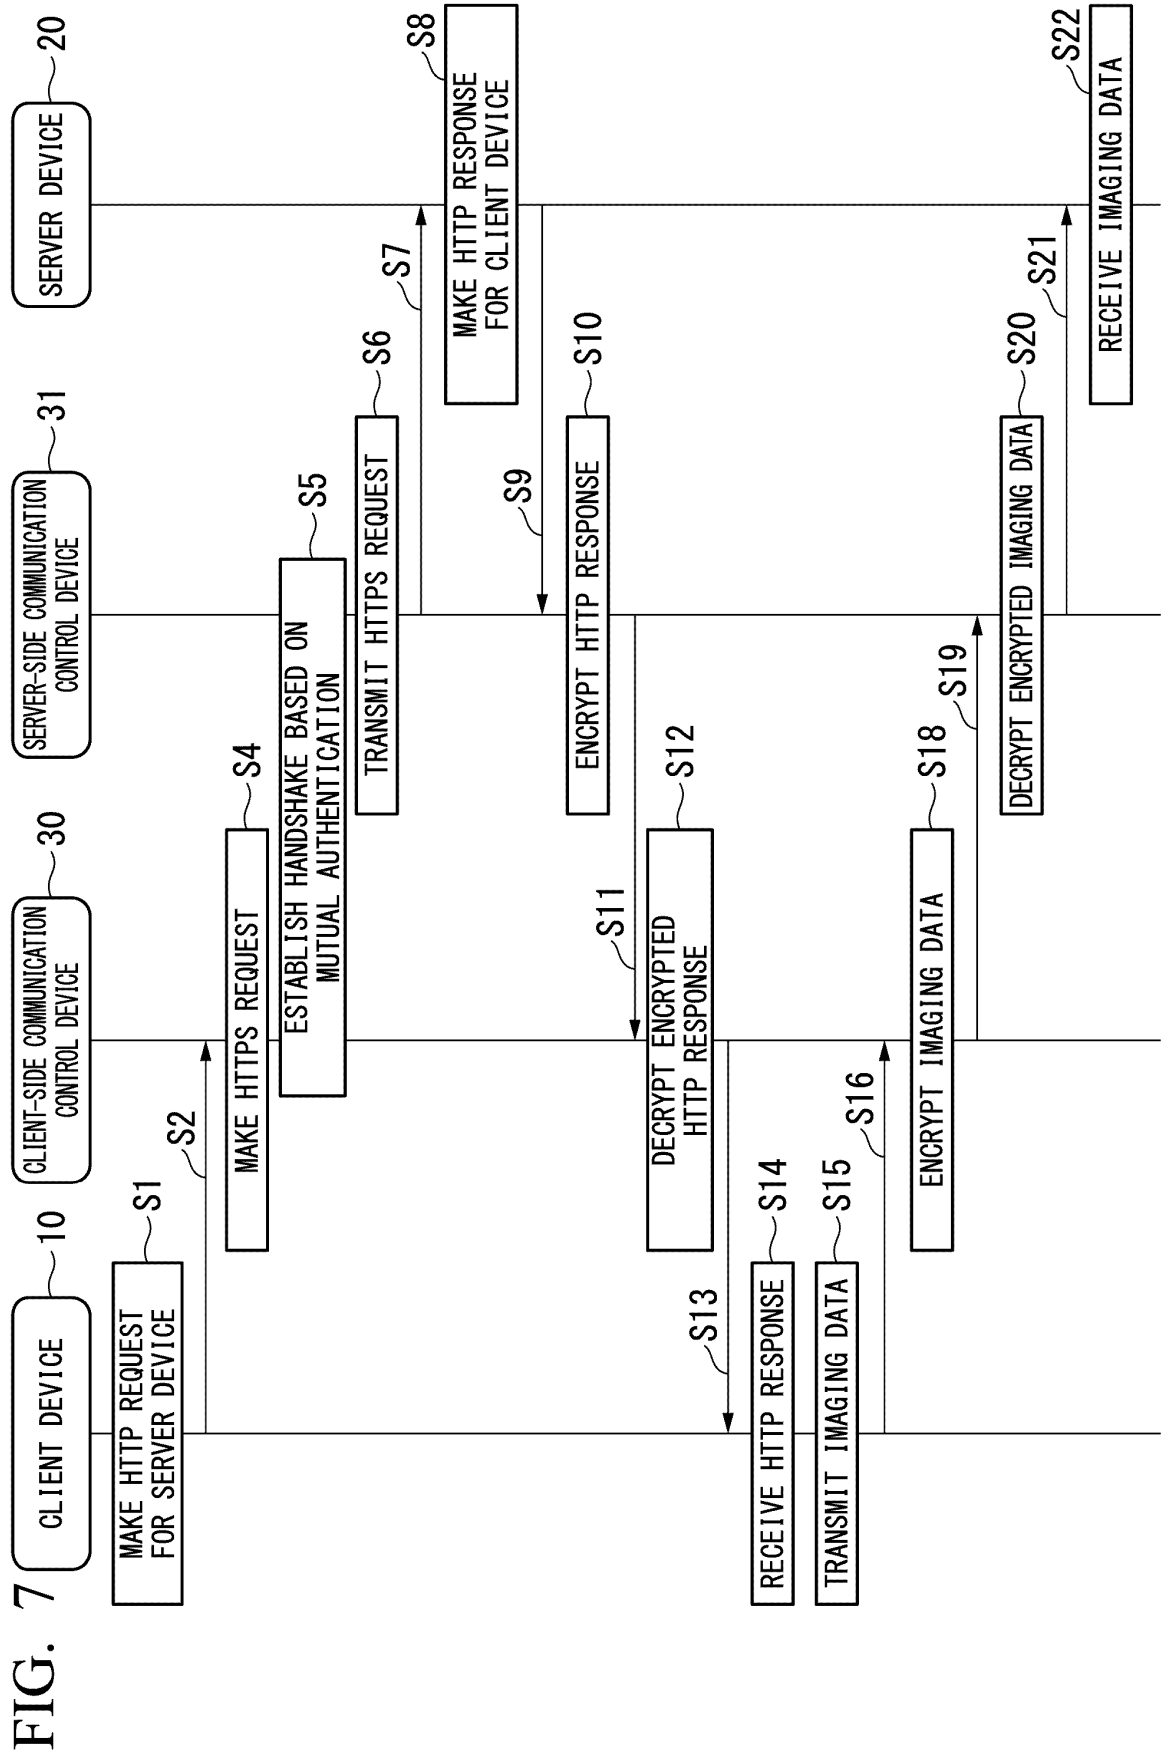 FIG. 7
CLIENT DEVICE
10
CLIENT-SIDE COMMUNICATION
CONTROL DEVICE
30
SERVER-SIDE COMMUNICATION
CONTROL DEVICE
31
SERVER DEVICE
20
MAKE HTTP REQUEST
FOR SERVER DEVICE
S1
S2
MAKE HTTPS REQUEST
S4
ESTABLISH HANDSHAKE BASED ON
MUTUAL AUTHENTICATION
S5
TRANSMIT HTTPS REQUEST
S6
S7
MAKE HTTP RESPONSE
FOR CLIENT DEVICE
S8
S9
ENCRYPT HTTP RESPONSE
S10
S11
DECRYPT ENCRYPTED
HTTP RESPONSE
S12
S13
RECEIVE HTTP RESPONSE
S14
TRANSMIT IMAGING DATA
S15
S16
ENCRYPT IMAGING DATA
S18
S19
DECRYPT ENCRYPTED IMAGING DATA
S20
S21
RECEIVE IMAGING DATA
S22